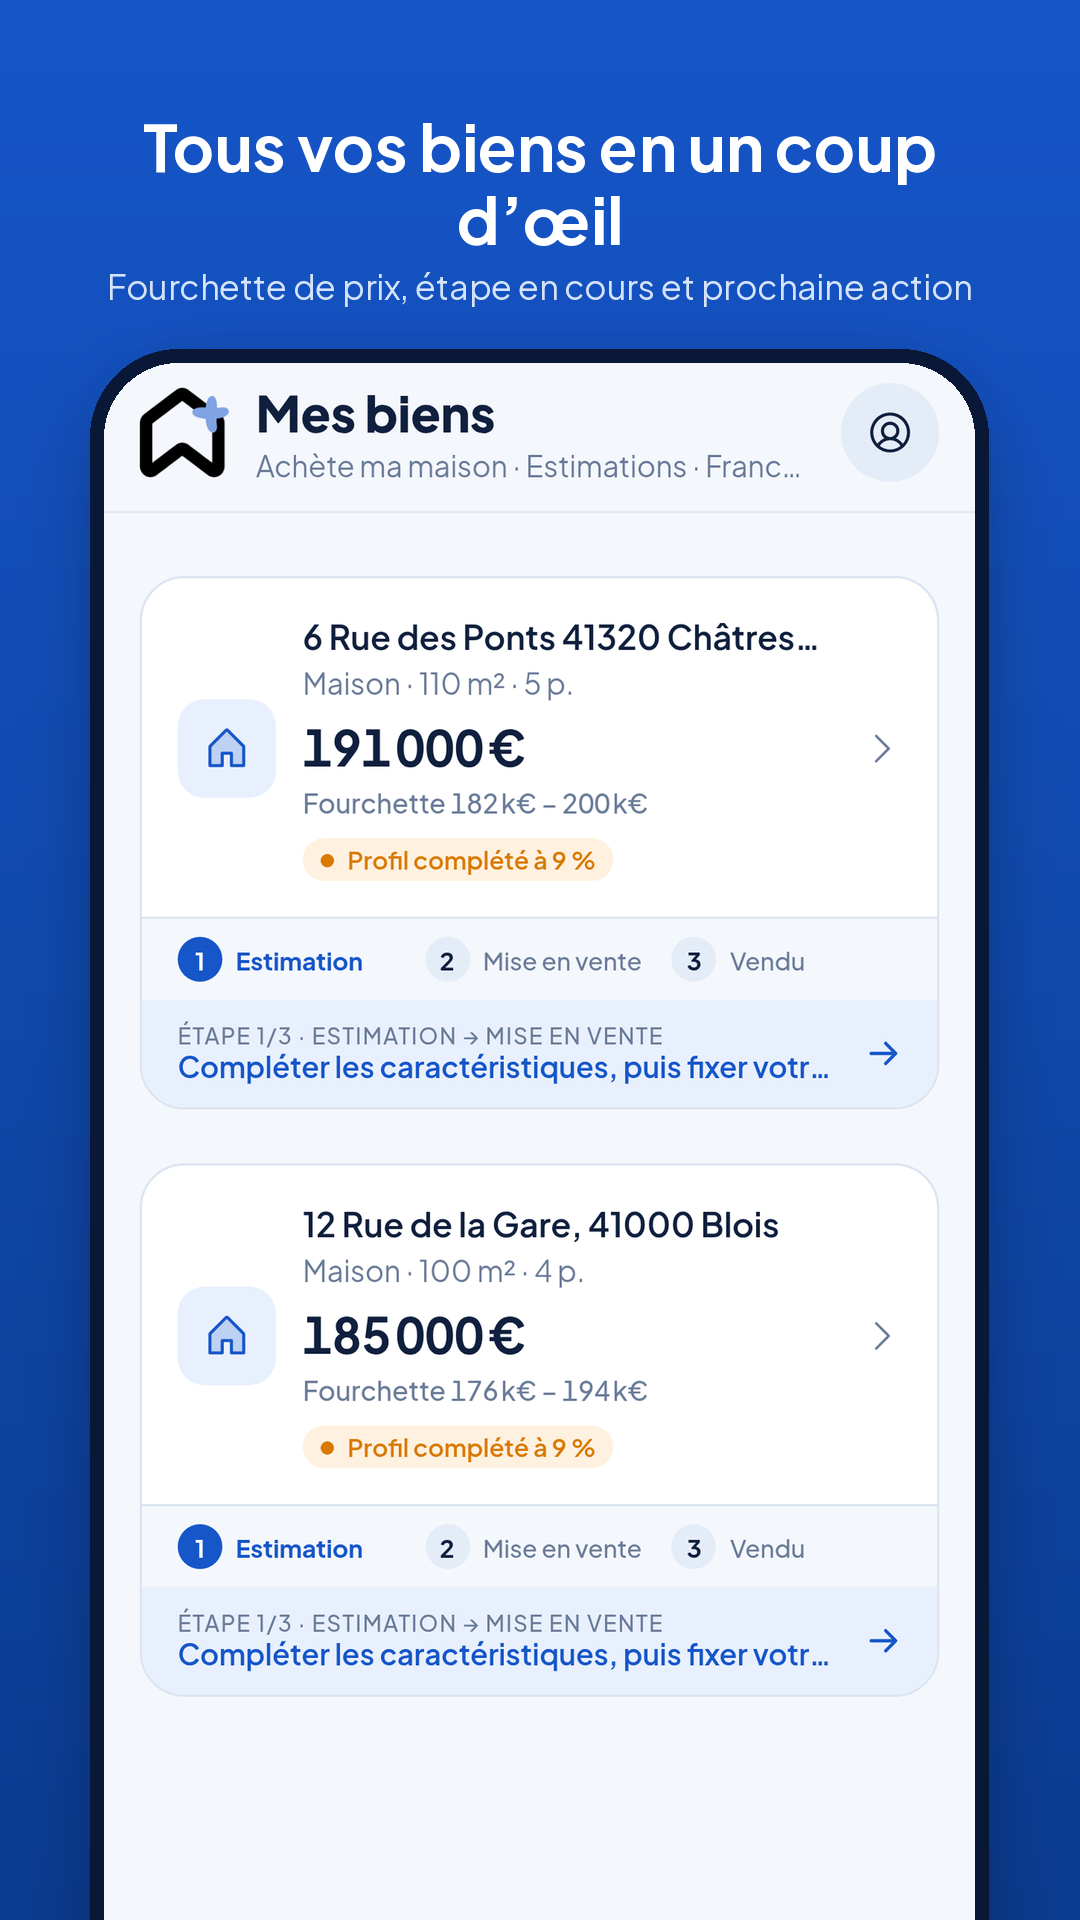 Tous vos biens en un coup
d’œil
Fourchette de prix, étape en cours et prochaine action
Mes biens
Achète ma maison · Estimations · Franc...
6 Rue des Ponts 41320 Châtres...
Maison · 110 m² · 5 p.
191 000 €
Fourchette 182 k€ – 200 k€
Profil complété à 9 %
1 Estimation 2 Mise en vente 3 Vendu
ÉTAPE 1/3 · ESTIMATION → MISE EN VENTE
Compléter les caractéristiques, puis fixer votr...
12 Rue de la Gare, 41000 Blois
Maison · 100 m² · 4 p.
185 000 €
Fourchette 176 k€ – 194 k€
Profil complété à 9 %
1 Estimation 2 Mise en vente 3 Vendu
ÉTAPE 1/3 · ESTIMATION → MISE EN VENTE
Compléter les caractéristiques, puis fixer votr...